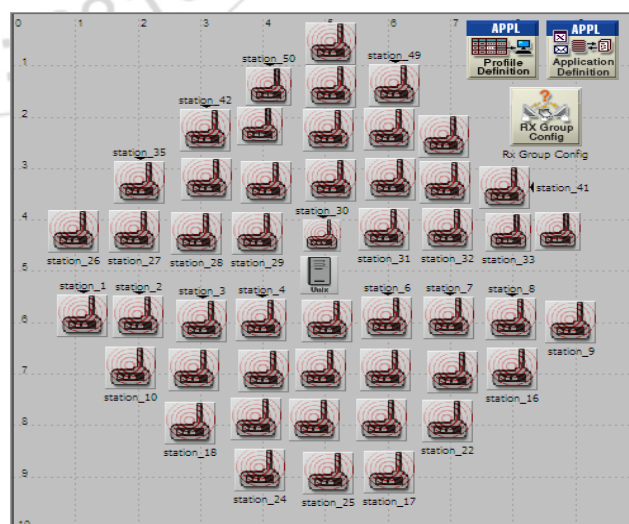 0 .1 .2 .3 .4 .5 .6 .7
APPL APPL
Profile Definition
Application Definition
.1
station_50
station_49
RX Group Config
Rx Group Config
station_42
.2
station_35
.3
station_41
station_30
.4
station_26
station_27
station_28
station_29
station_31
station_32
station_33
.5
Unix
station_1
station_2
station_3
station_4
station_6
station_7
station_8
.6
station_9
.7
station_10
station_16
.8
station_18
station_22
.9
station_24
station_25
station_17